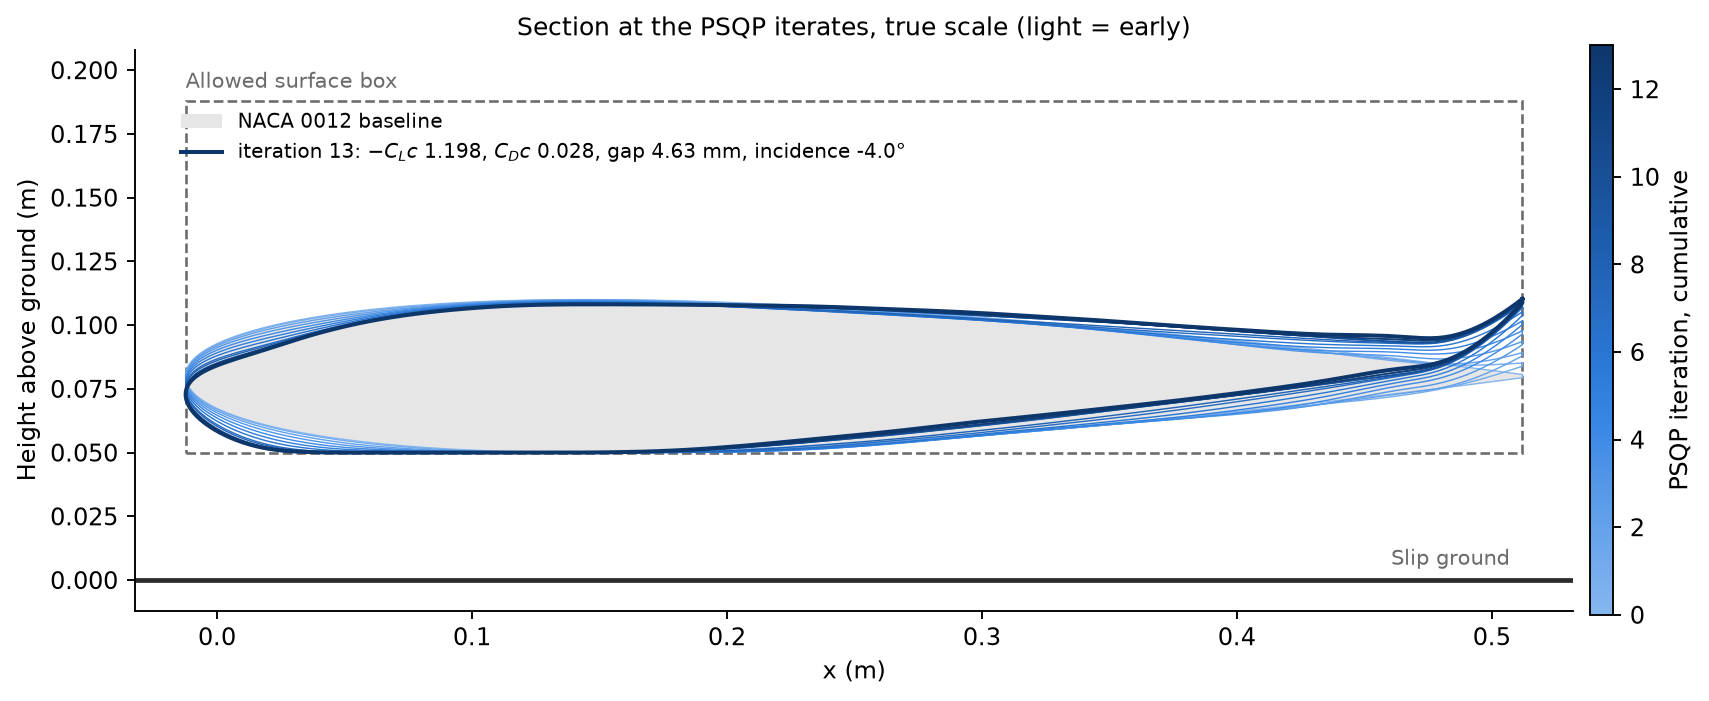 Section at the PSQP iterates, true scale (light = early)
Allowed surface box
NACA 0012 baseline
iteration 13: −C_Lc 1.198, C_Dc 0.028, gap 4.63 mm, incidence -4.0°
Slip ground
Height above ground (m)
0.200
0.175
0.150
0.125
0.100
0.075
0.050
0.025
0.000
0.0
0.1
0.2
0.3
0.4
0.5
x (m)
12
10
8
6
4
2
0
PSQP iteration, cumulative